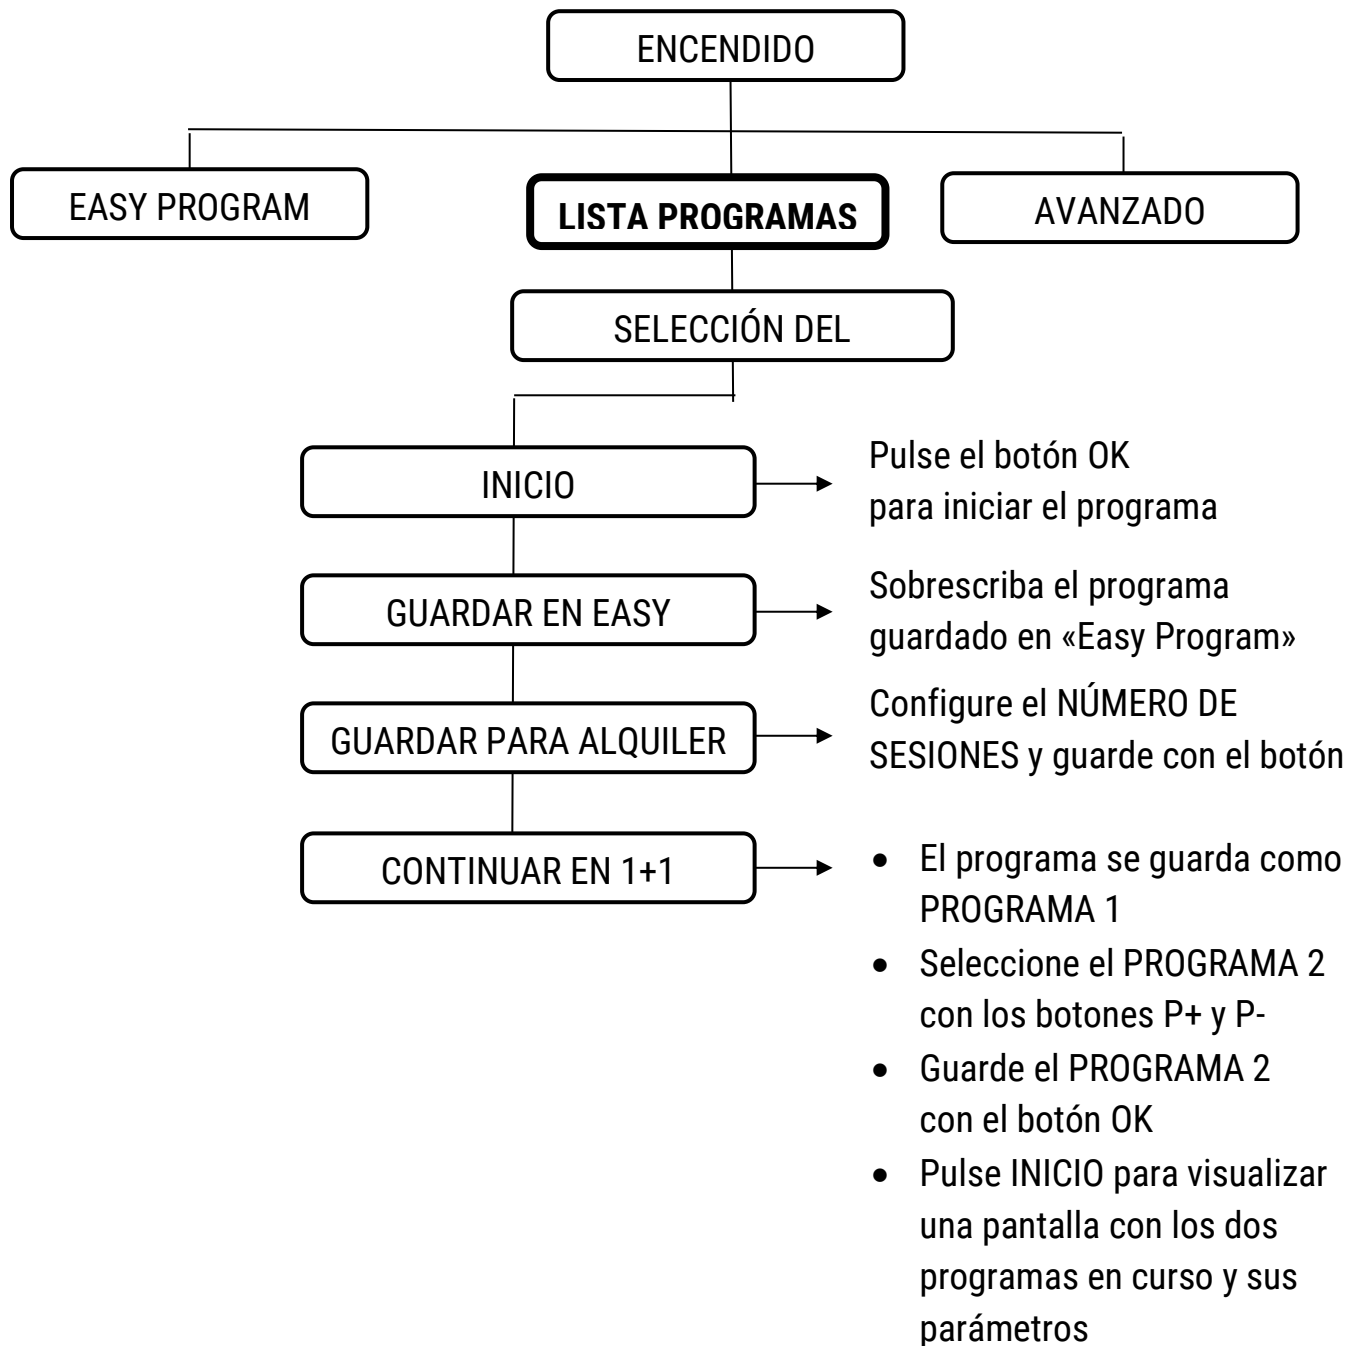 ENCENDIDO
EASY PROGRAM
LISTA PROGRAMAS
AVANZADO
SELECCIÓN DEL
INICIO
Pulse el botón OK
para iniciar el programa
GUARDAR EN EASY
Sobrescriba el programa
guardado en «Easy Program»
GUARDAR PARA ALQUILER
Configure el NÚMERO DE
SESIONES y guarde con el botón
CONTINUAR EN 1+1
• El programa se guarda como
PROGRAMA 1
• Seleccione el PROGRAMA 2
con los botones P+ y P-
• Guarde el PROGRAMA 2
con el botón OK
• Pulse INICIO para visualizar
una pantalla con los dos
programas en curso y sus
parámetros